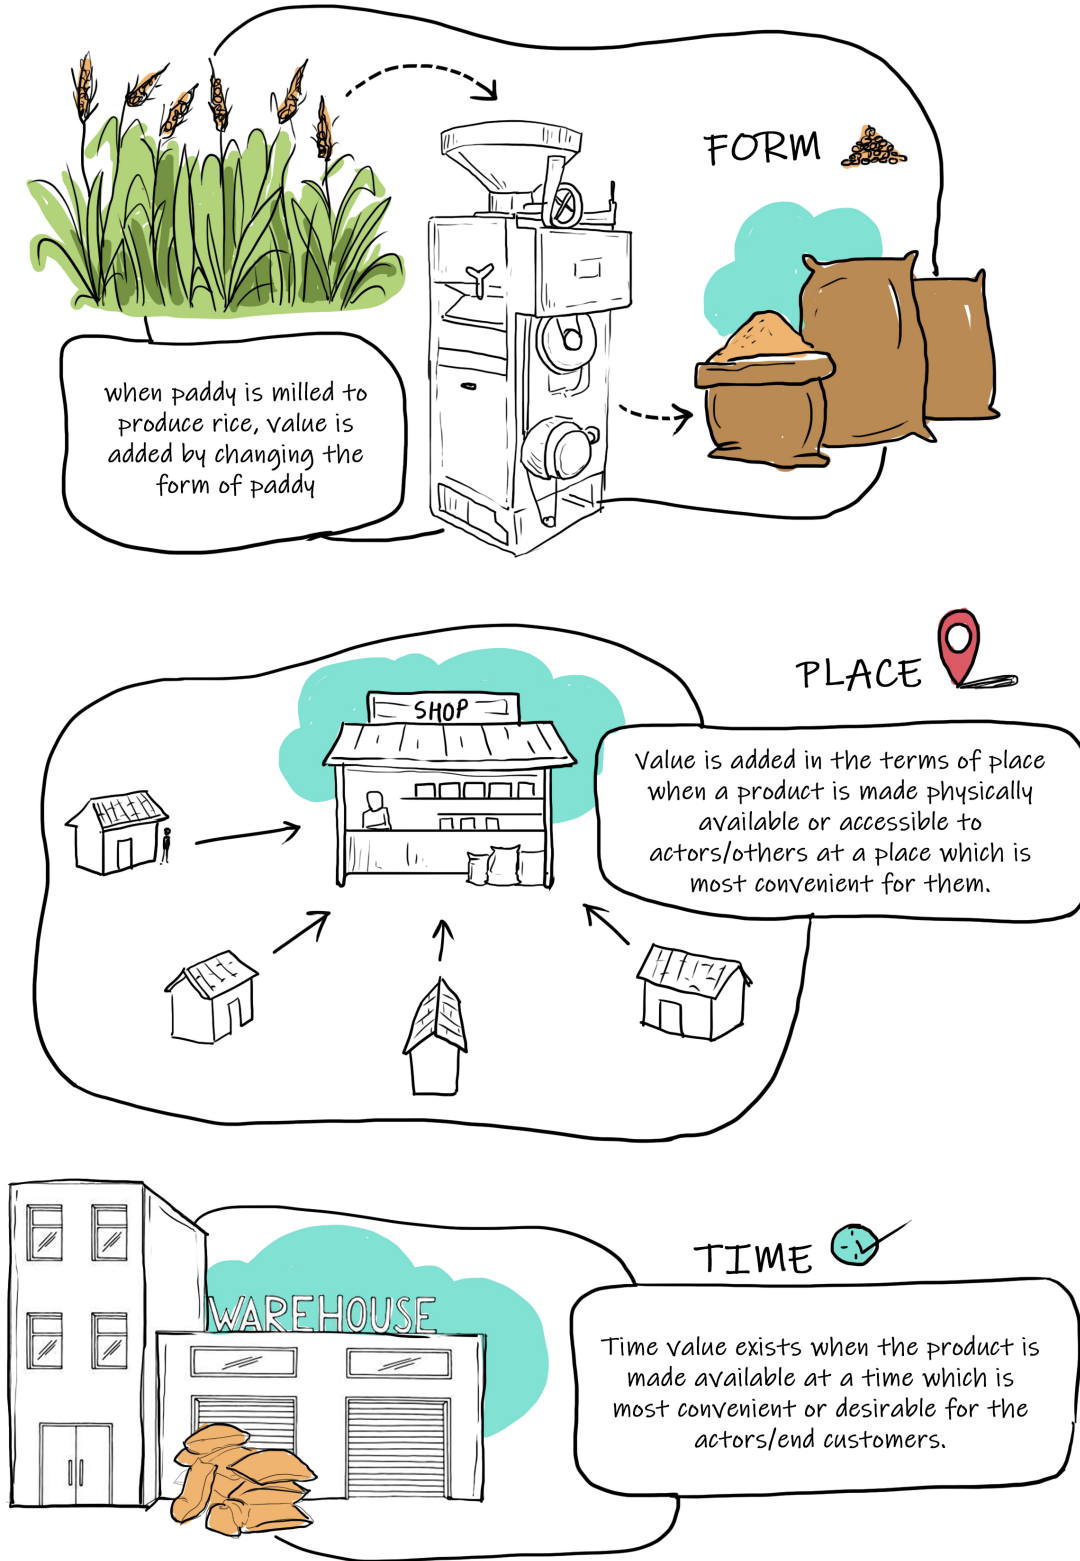 FORM
when paddy is milled to
produce rice, value is
added by changing the
form of paddy
PLACE
SHOP
Value is added in the terms of place
when a product is made physically
available or accessible to
actors/others at a place which is
most convenient for them.
TIME
WAREHOUSE
Time value exists when the product is
made available at a time which is
most convenient or desirable for the
actors/end customers.